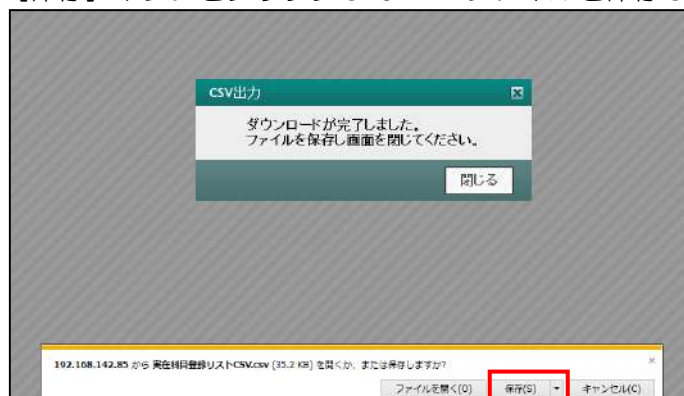 CSV出力
ダウンロードが完了しました。
ファイルを保存し画面を閉じてください。
閉じる
192.168.142.85 から 実在科目登録リストCSV.csv (35.2 KB) を開くか、または保存しますか?
ファイルを開く(O) 保存(S) キャンセル(C)